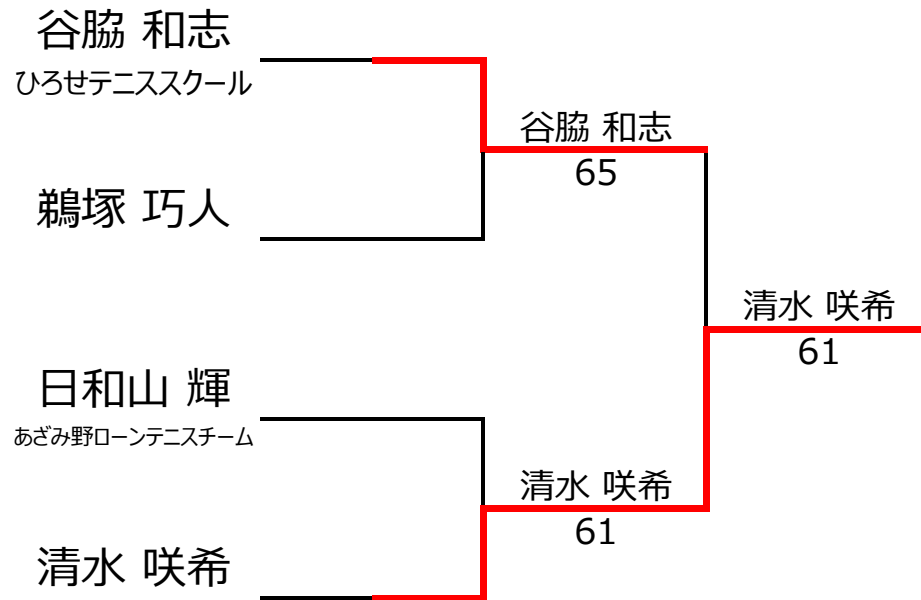 谷脇 和志
ひろせテニススクール
鵜塚 巧人
日和山 輝
あざみ野ローンテニスチーム
清水 咲希
谷脇 和志
65
清水 咲希
61
清水 咲希
61